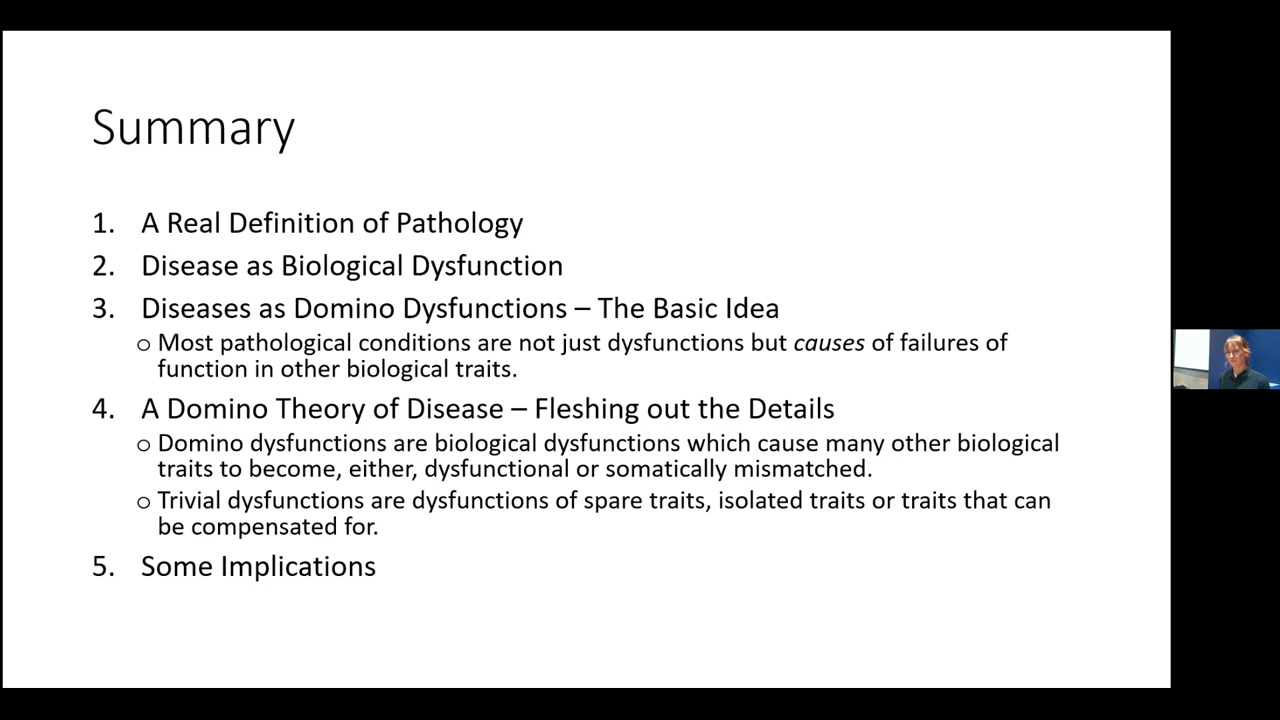 Summary
1. A Real Definition of Pathology
2. Disease as Biological Dysfunction
3. Diseases as Domino Dysfunctions – The Basic Idea
o Most pathological conditions are not just dysfunctions but causes of failures of
function in other biological traits.
4. A Domino Theory of Disease – Fleshing out the Details
o Domino dysfunctions are biological dysfunctions which cause many other biological
traits to become, either, dysfunctional or somatically mismatched.
o Trivial dysfunctions are dysfunctions of spare traits, isolated traits or traits that can
be compensated for.
5. Some Implications